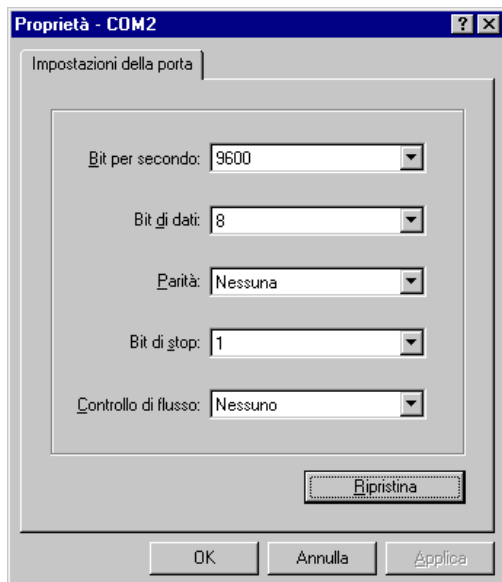 Proprietà - COM2
Impostazioni della porta
Bit per secondo: 9600
Bit di dati: 8
Parità: Nessuna
Bit di stop: 1
Controllo di flusso: Nessuno
Ripristina
OK Annulla Applica